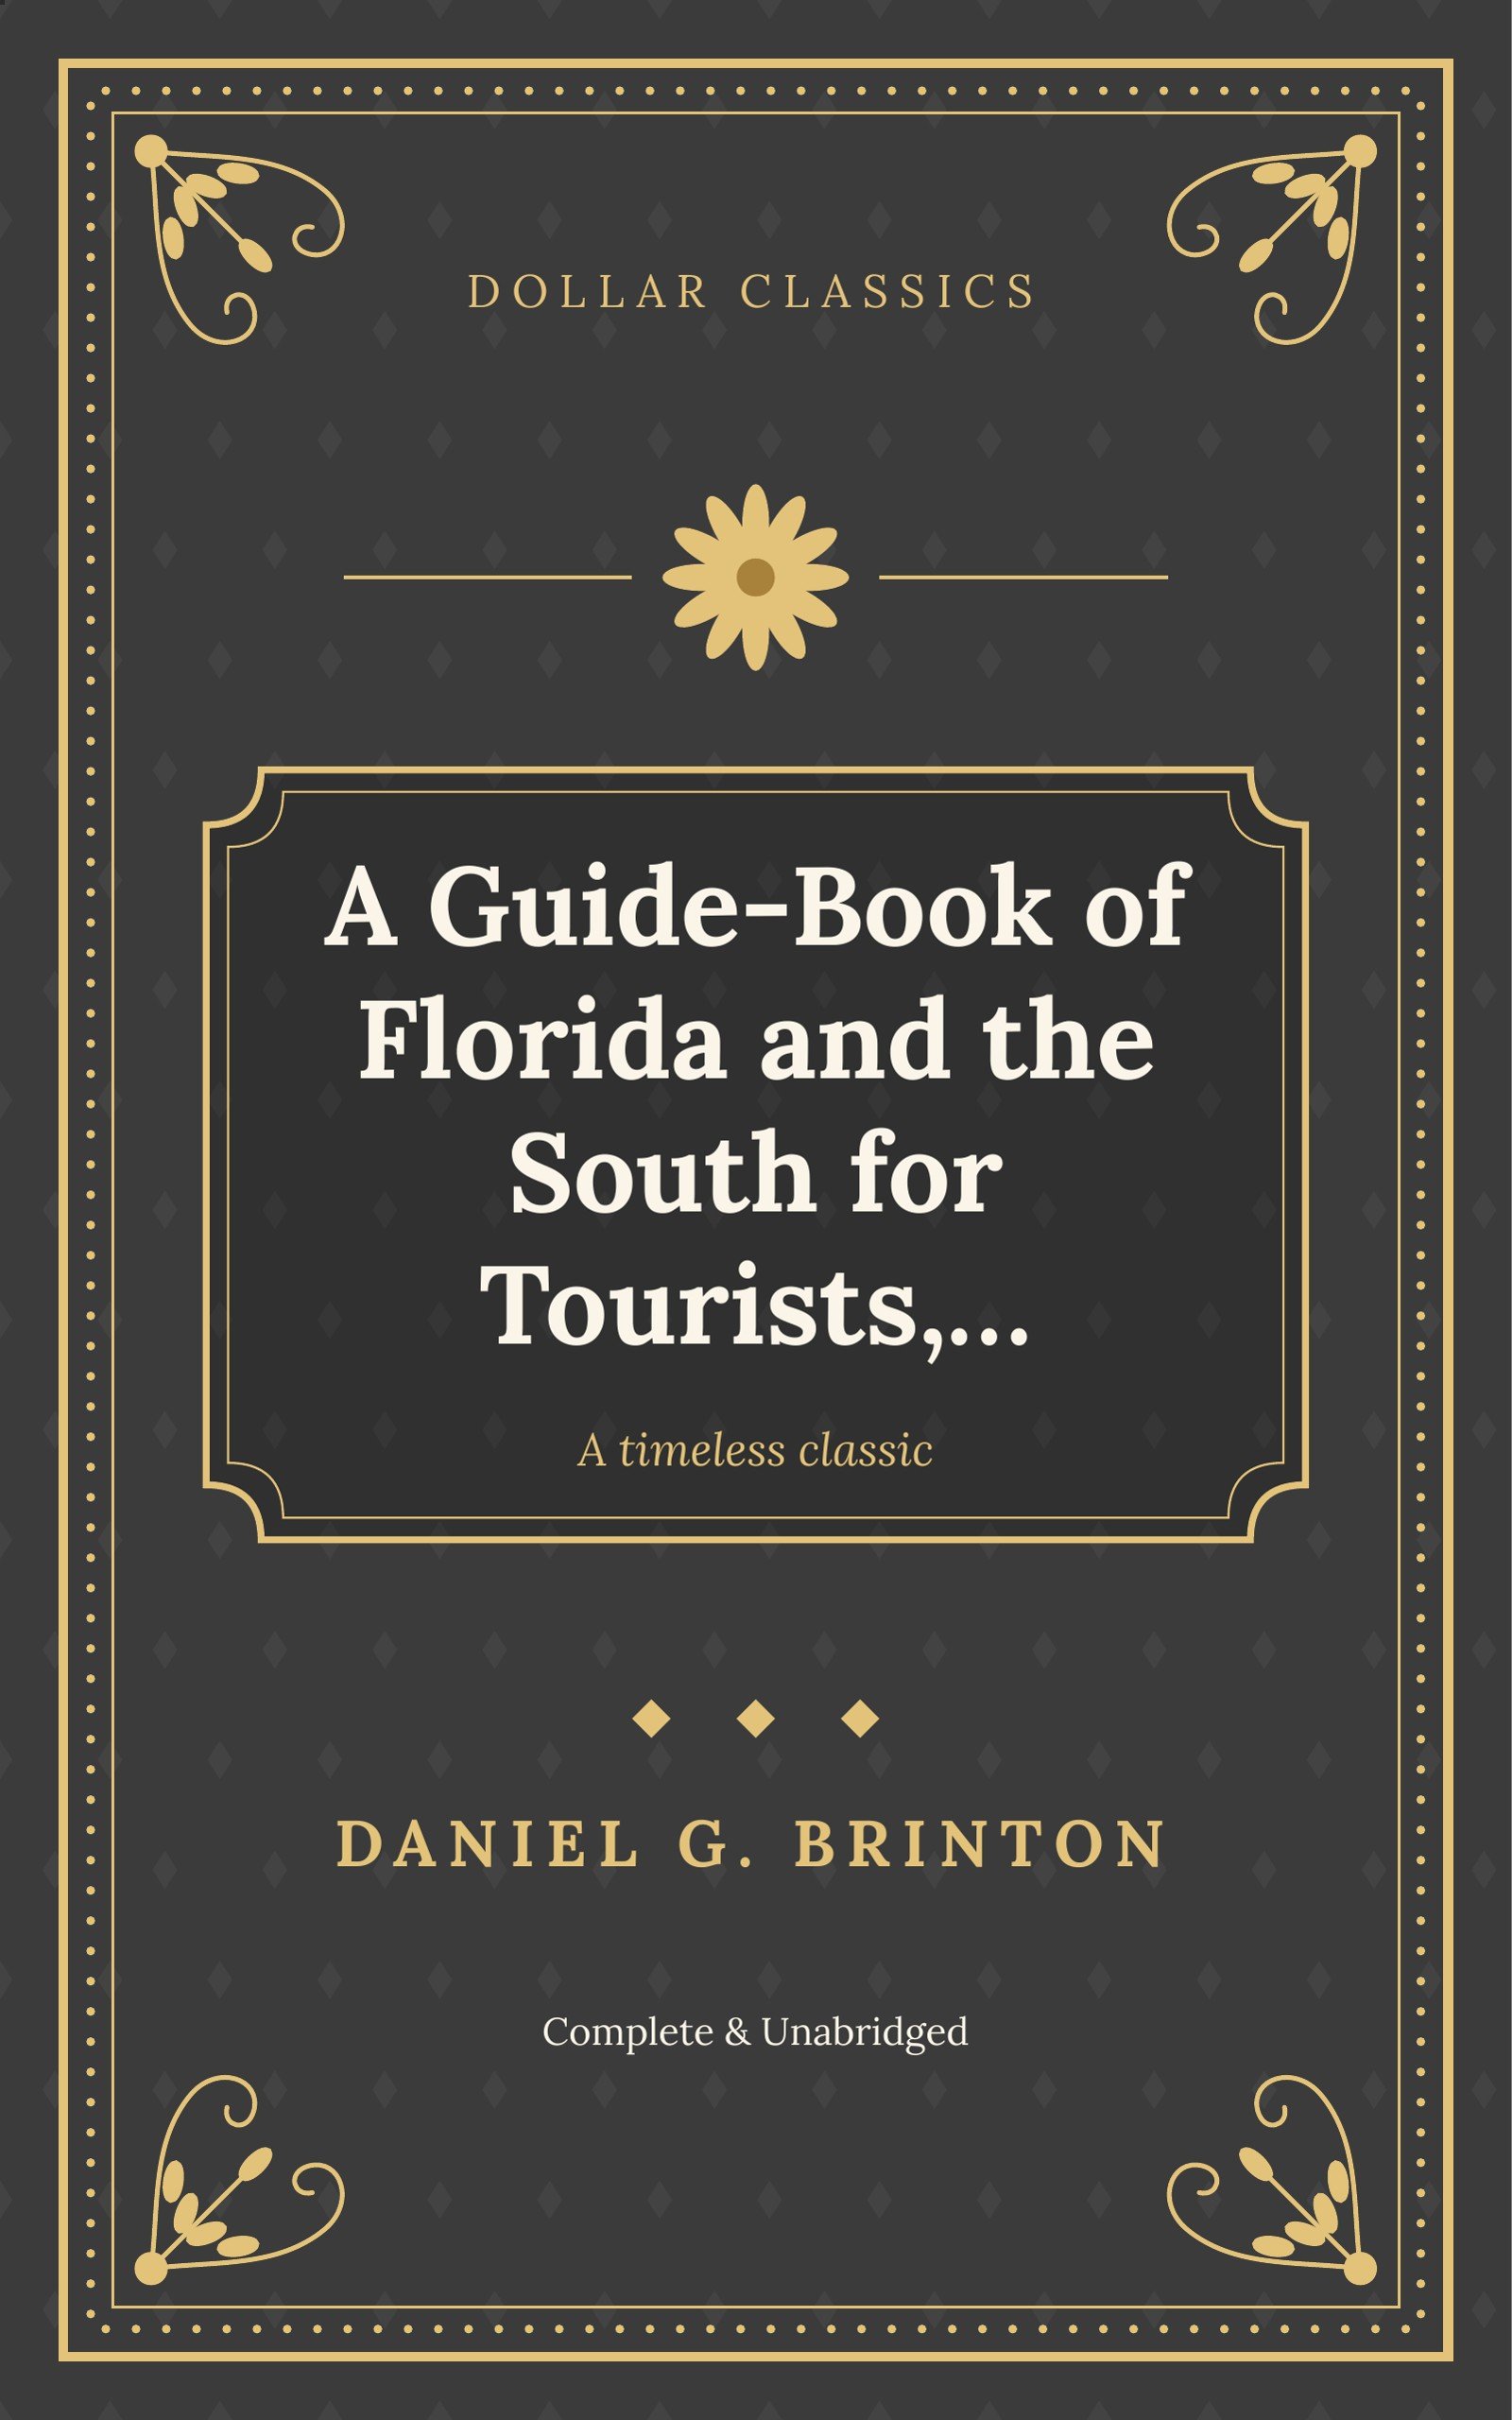 DOLLAR CLASSICS
A Guide-Book of
Florida and the
South for
Tourists,...
A timeless classic
DANIEL G. BRINTON
Complete & Unabridged